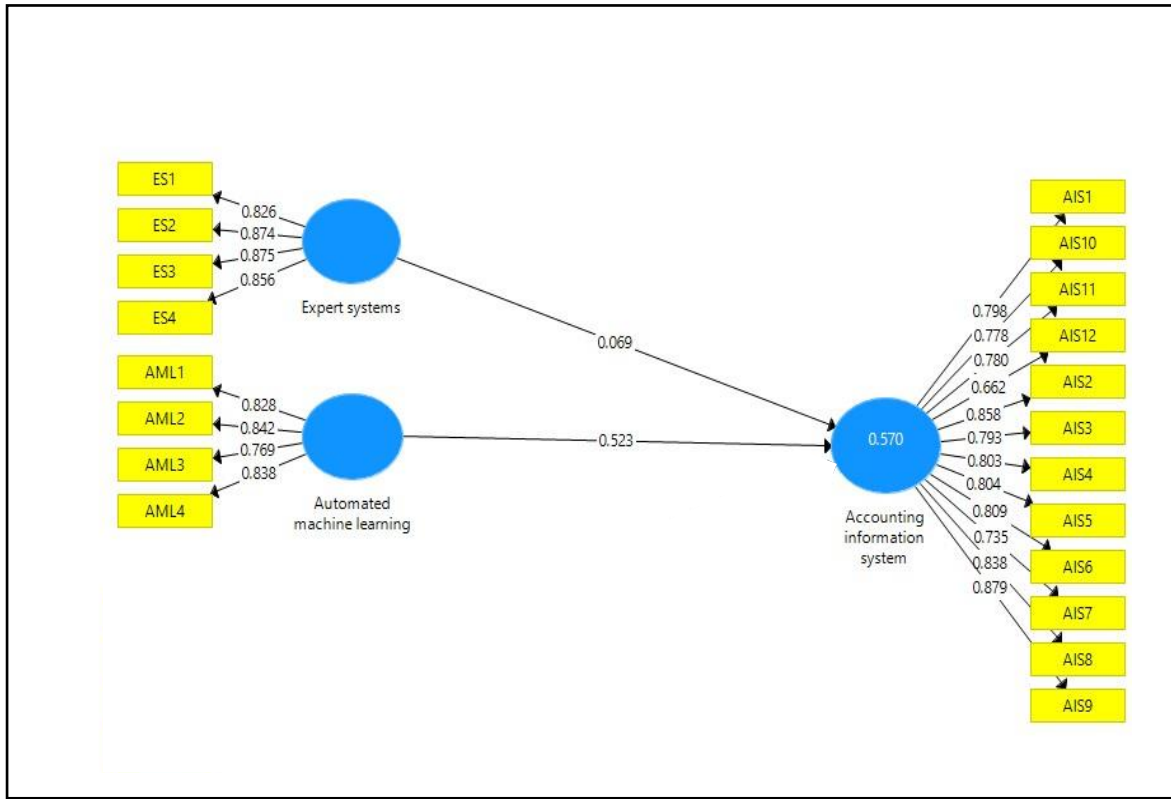 ES1
ES2
ES3
ES4
0.826
0.874
0.875
0.856
Expert systems
AML1
AML2
AML3
AML4
0.828
0.842
0.769
0.838
Automated
machine learning
0.069
0.523
0.570
Accounting
information
system
0.798
0.778
0.780
0.662
0.858
0.793
0.803
0.804
0.809
0.735
0.838
0.879
AIS1
AIS10
AIS11
AIS12
AIS2
AIS3
AIS4
AIS5
AIS6
AIS7
AIS8
AIS9